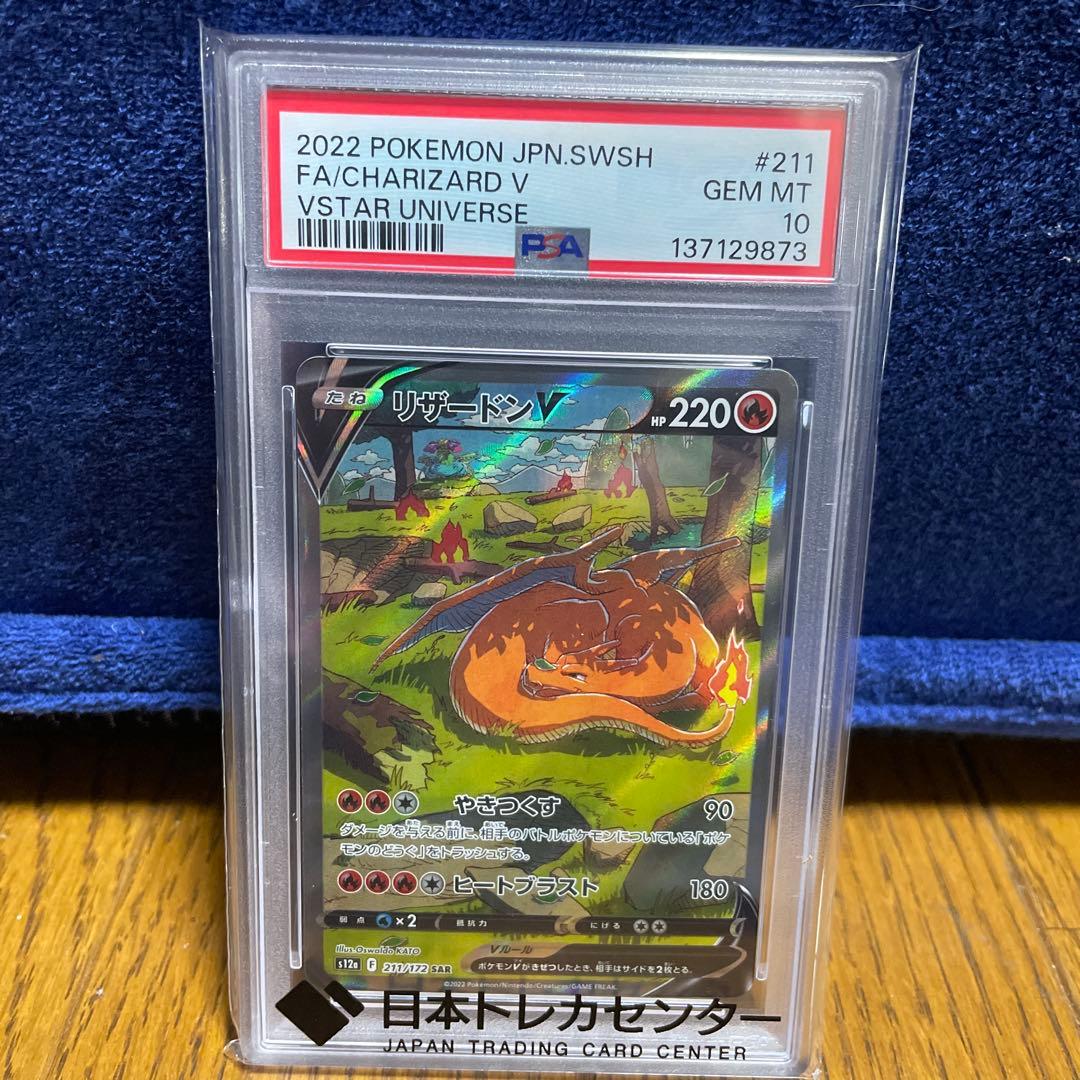 2022 POKEMON JPN.SWSH #211
FA/CHARIZARD V GEM MT
VSTAR UNIVERSE 10
PSA 137129873
たね リザードンV HP 220
やきつくす 90
ダメージを与える前に、相手のバトルポケモンについている「ポケ
モンのどうぐ」をトラッシュする。
ヒートブラスト 180
弱点 ×2 抵抗力 にげる
Illus. Oswaldo KATO
Vルール
s12a F 211/172 SAR
ポケモンVがきぜつしたとき、相手はサイドを2枚とる。
©2022 Pokémon/Nintendo/Creatures/GAME FREAK.
日本トレカセンター
JAPAN TRADING CARD CENTER